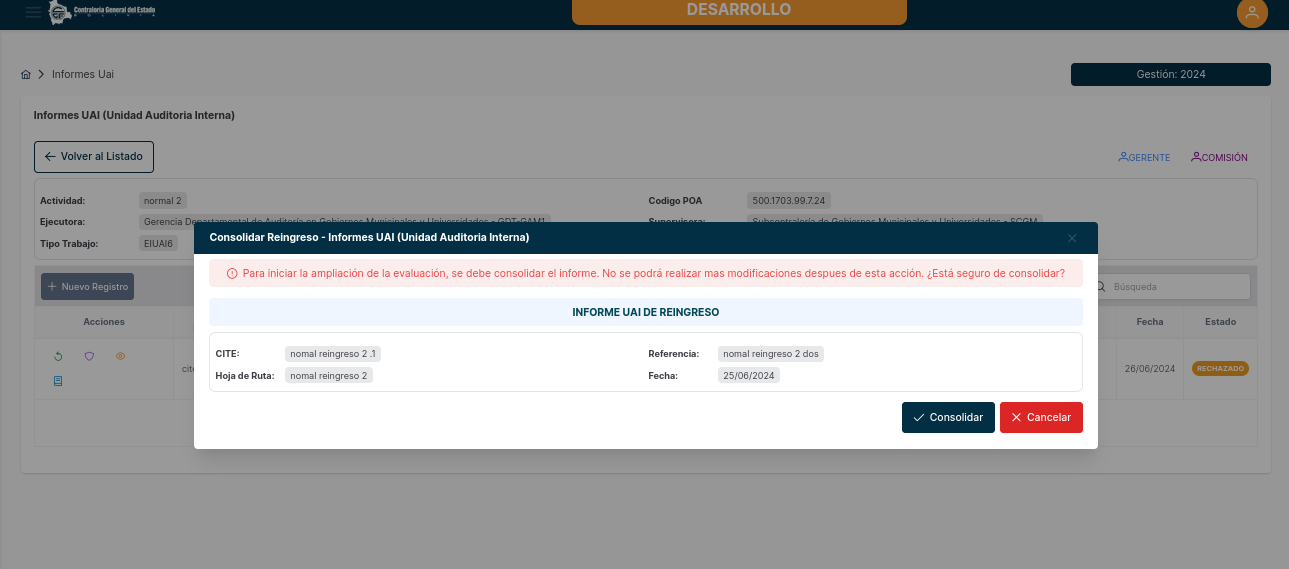 Contraloría General del Estado
DESARROLLO
Informes Uai
Gestión: 2024
Informes UAI (Unidad Auditoria Interna)
Volver al Listado
GERENTE
COMISIÓN
Actividad: normal 2
Codigo POA 500.1703.99.7.24
Ejecutora: Gerencia Departamental de Auditoría en Gobiernos Municipales y Universidades - GDT-GAM1
Supervisora: Subcontraloría de Gobiernos Municipales y Universidades - SCGM
Tipo Trabajo: EIUAI6
Consolidar Reingreso - Informes UAI (Unidad Auditoria Interna)
Para iniciar la ampliación de la evaluación, se debe consolidar el informe. No se podrá realizar mas modificaciones despues de esta acción. ¿Está seguro de consolidar?
Nuevo Registro
Búsqueda
INFORME UAI DE REINGRESO
Acciones
Fecha
Estado
CITE: nomal reingreso 2 .1
Referencia: nomal reingreso 2 dos
Hoja de Ruta: nomal reingreso 2
Fecha: 25/06/2024
26/06/2024
RECHAZADO
Consolidar
Cancelar